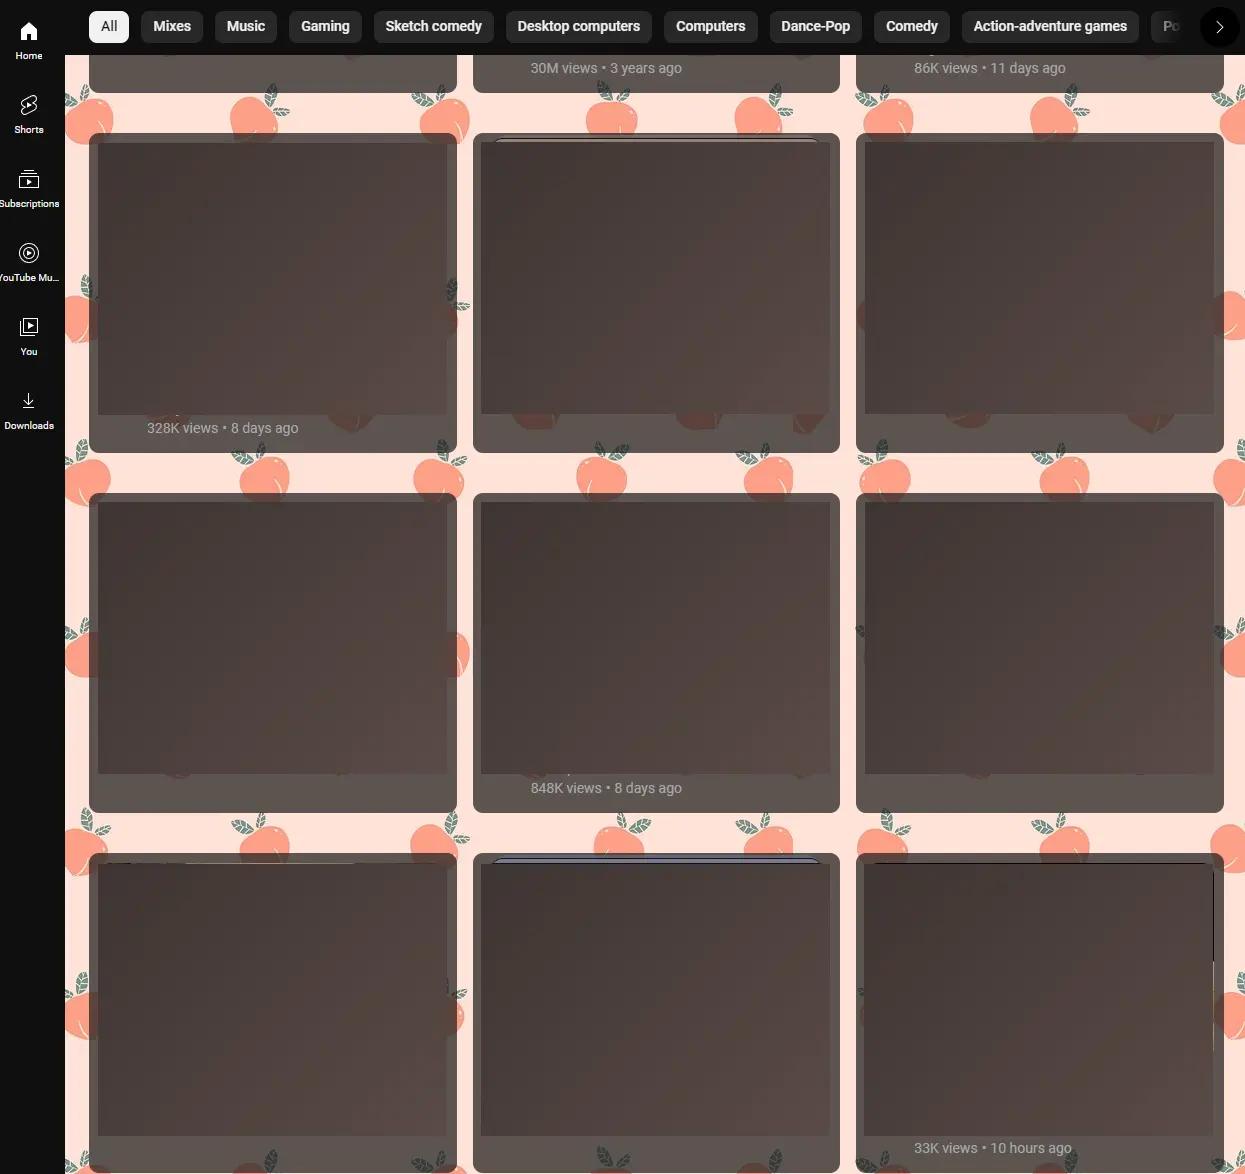 All
Mixes
Music
Gaming
Sketch comedy
Desktop computers
Computers
Dance-Pop
Comedy
Action-adventure games
Po
Home
Shorts
Subscriptions
YouTube Mu...
You
Downloads
30M views • 3 years ago
86K views • 11 days ago
328K views • 8 days ago
848K views • 8 days ago
33K views • 10 hours ago